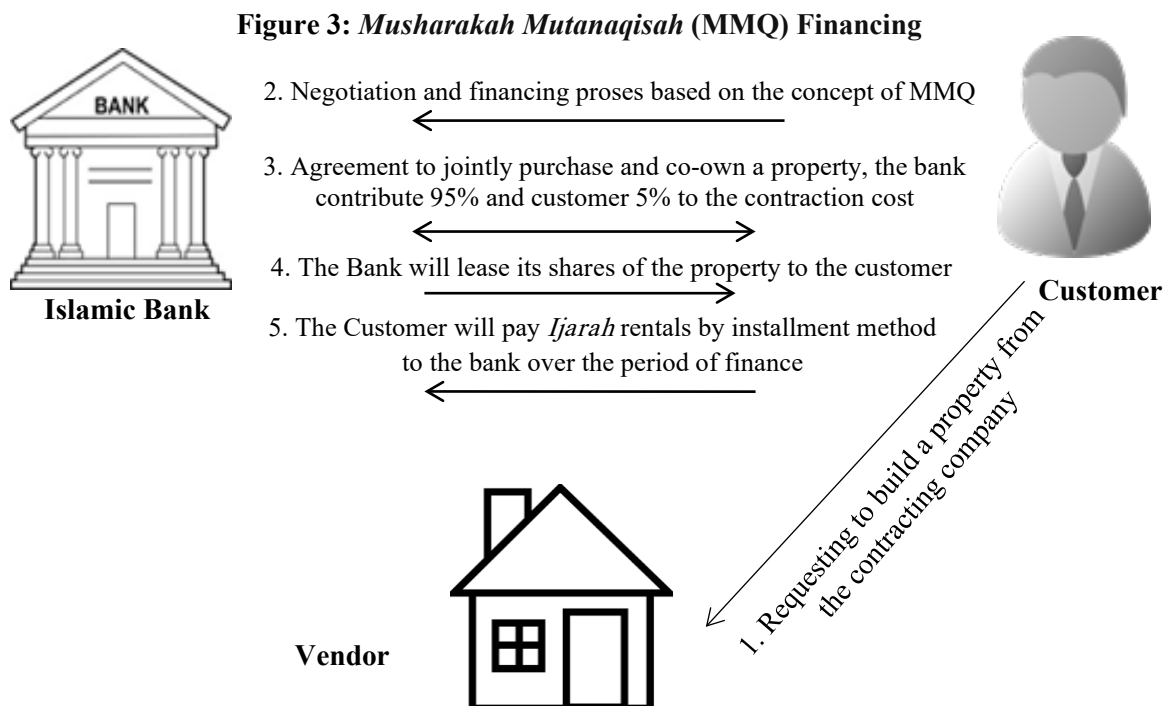 Figure 3: Musharakah Mutanaqisah (MMQ) Financing
BANK
2. Negotiation and financing proses based on the concept of MMQ
3. Agreement to jointly purchase and co-own a property, the bank
contribute 95% and customer 5% to the contraction cost
4. The Bank will lease its shares of the property to the customer
Islamic Bank
Customer
5. The Customer will pay Ijarah rentals by installment method
to the bank over the period of finance
1. Requesting to build a property from
the contracting company
Vendor